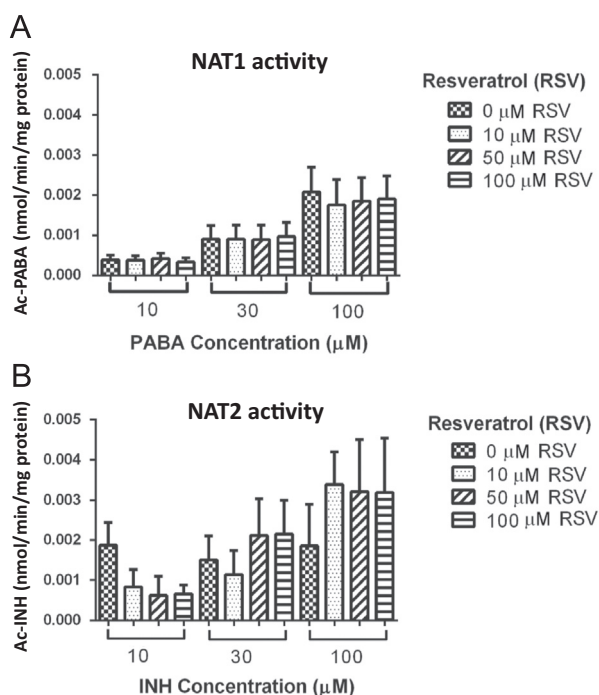 A
NAT1 activity
Ac-PABA (nmol/min/mg protein)
0.005
0.004
0.003
0.002
0.001
0.000
10
30
100
PABA Concentration (μM)
Resveratrol (RSV)
0 μM RSV
10 μM RSV
50 μM RSV
100 μM RSV
B
NAT2 activity
Ac-INH (nmol/min/mg protein)
0.005
0.004
0.003
0.002
0.001
0.000
10
30
100
INH Concentration (μM)
Resveratrol (RSV)
0 μM RSV
10 μM RSV
50 μM RSV
100 μM RSV